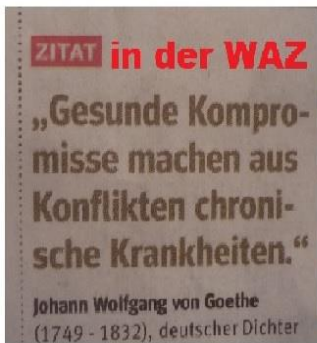 ZITAT in der WAZ
„Gesunde Kompro-
misse machen aus
Konflikten chroni-
sche Krankheiten.“
Johann Wolfgang von Goethe
(1749 - 1832), deutscher Dichter